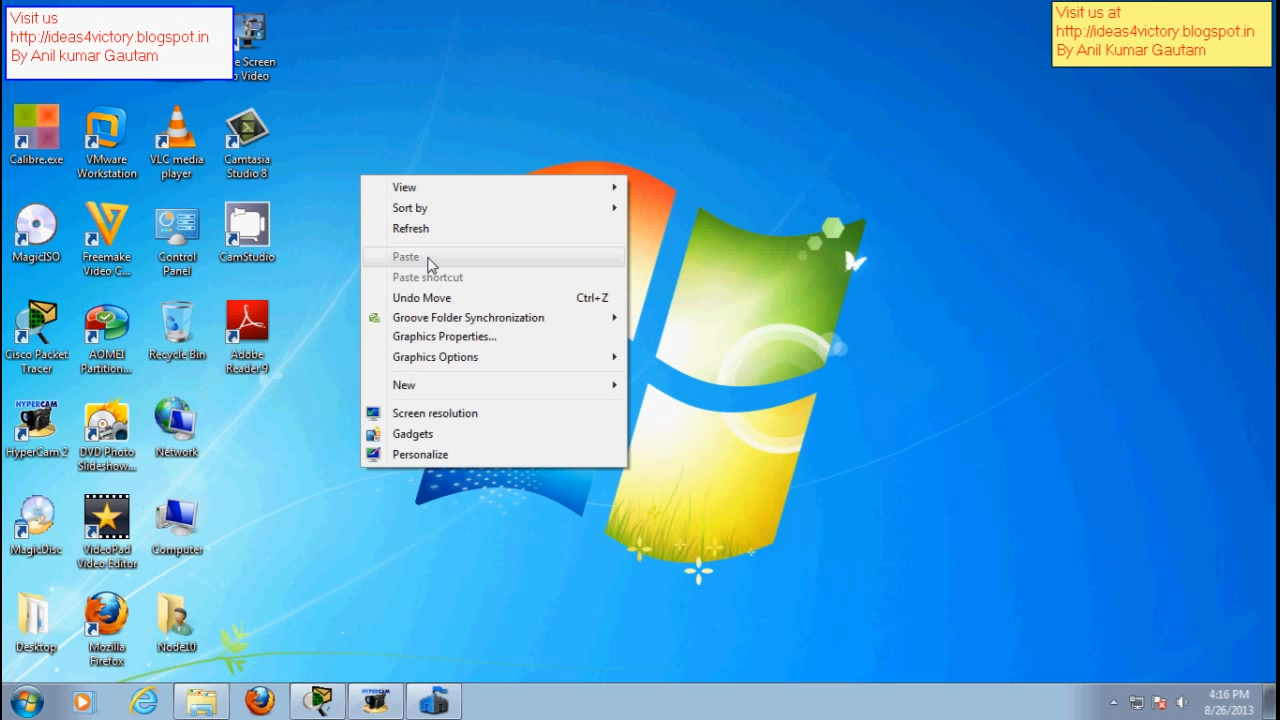 Visit us
http://ideas4victory.blogspot.in
By Anil kumar Gautam
Visit us at
http://ideas4victory.blogspot.in
By Anil Kumar Gautam
e Screen
o Video
Calibre.exe
VMware
Workstation
VLC media
player
Camtasia
Studio 8
MagicISO
Freemake
Video C...
Control
Panel
CamStudio
Cisco Packet
Tracer
AOMEI
Partition...
Recycle Bin
Adobe
Reader 9
HYPERCAM
HyperCam 2
DVD Photo
Slideshow...
Network
MagicDisc
VideoPad
Video Editor
Computer
Desktop
Mozilla
Firefox
Node10
View
Sort by
Refresh
Paste
Paste shortcut
Undo Move Ctrl+Z
Groove Folder Synchronization
Graphics Properties...
Graphics Options
New
Screen resolution
Gadgets
Personalize
HYPERCAM
4:16 PM
8/26/2013